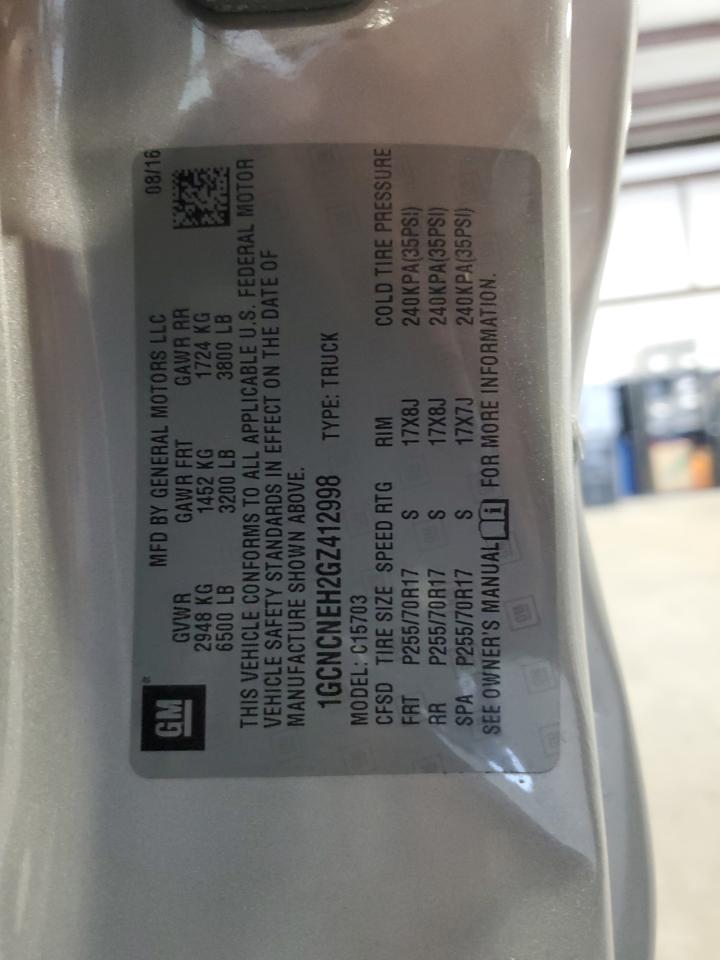 GM
®
MFD BY GENERAL MOTORS LLC 08/16
GVWR GAWR FRT GAWR RR
2948 KG 1452 KG 1724 KG
6500 LB 3200 LB 3800 LB
THIS VEHICLE CONFORMS TO ALL APPLICABLE U.S. FEDERAL MOTOR
VEHICLE SAFETY STANDARDS IN EFFECT ON THE DATE OF
MANUFACTURE SHOWN ABOVE.
1GCNCNEH2GZ412998 TYPE: TRUCK
MODEL: C15703
CFSD TIRE SIZE SPEED RTG RIM COLD TIRE PRESSURE
FRT P255/70R17 S 17X8J 240KPA(35PSI)
RR P255/70R17 S 17X8J 240KPA(35PSI)
SPA P255/70R17 S 17X7J 240KPA(35PSI)
SEE OWNER'S MANUAL i FOR MORE INFORMATION.